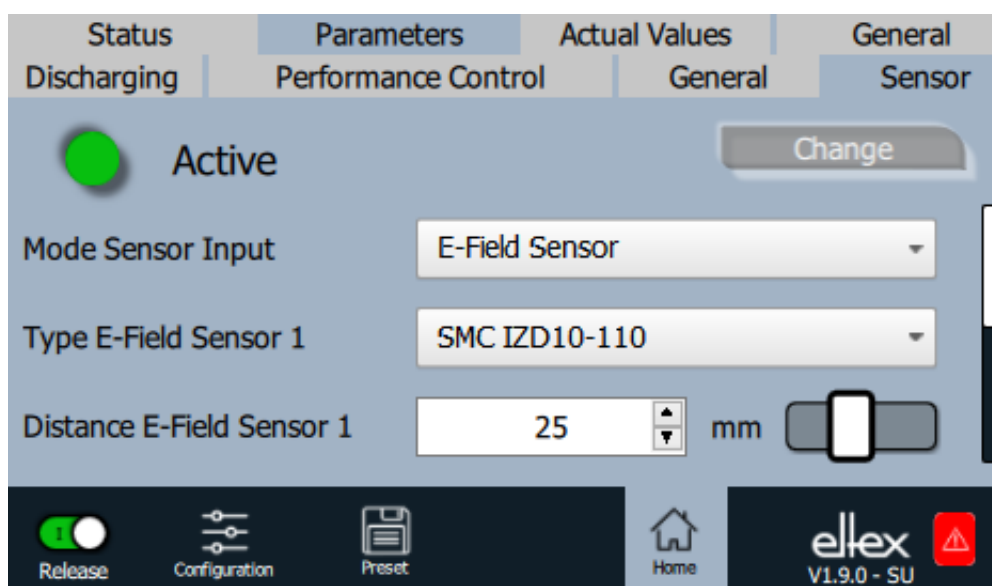 Status Parameters Actual Values General
Discharging Performance Control General Sensor
Active Change
Mode Sensor Input E-Field Sensor
Type E-Field Sensor 1 SMC IZD10-110
Distance E-Field Sensor 1 25 mm
I
Release Configuration Preset Home eltex
V1.9.0 - SU